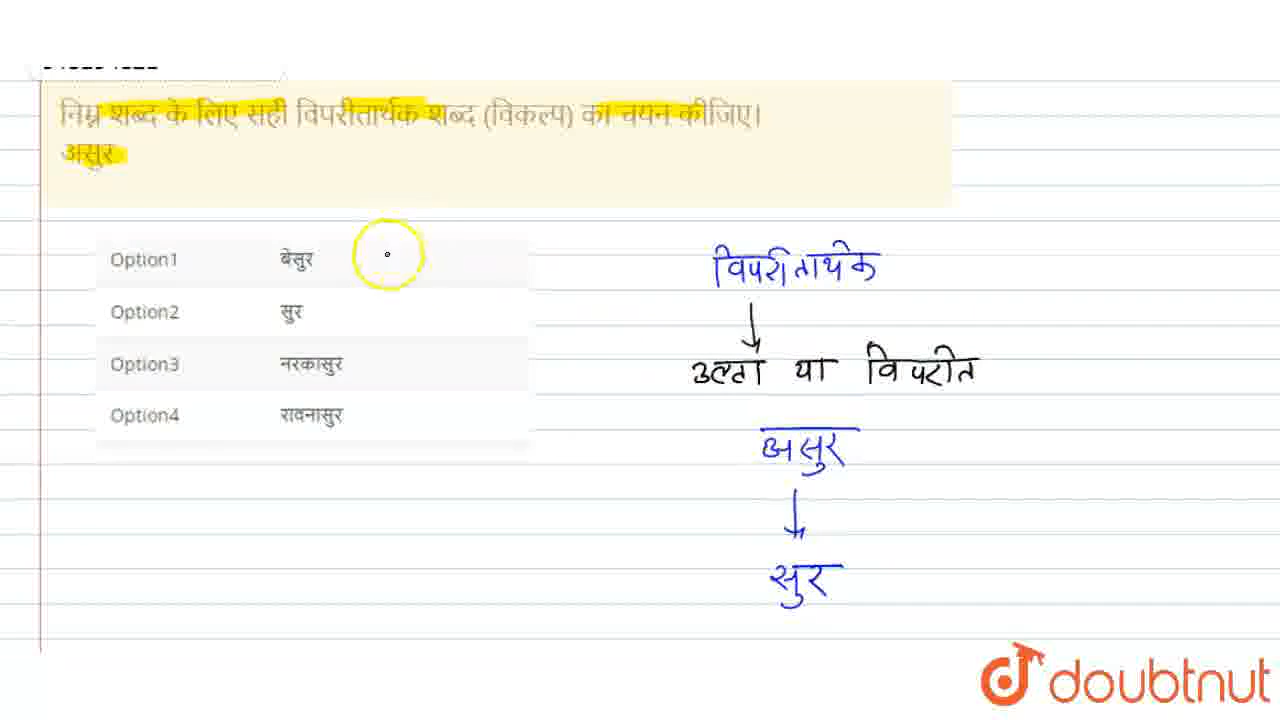 निम्न शब्द के लिए सही विपरीतार्थक शब्द (विकल्प) का चयन कीजिए।
असुर
Option1 बेसुर
Option2 सुर
Option3 नरकासुर
Option4 रावनासुर
विपरीतार्थक
↓
उल्टा या विपरीत
असुर
↓
सुर
doubtnut